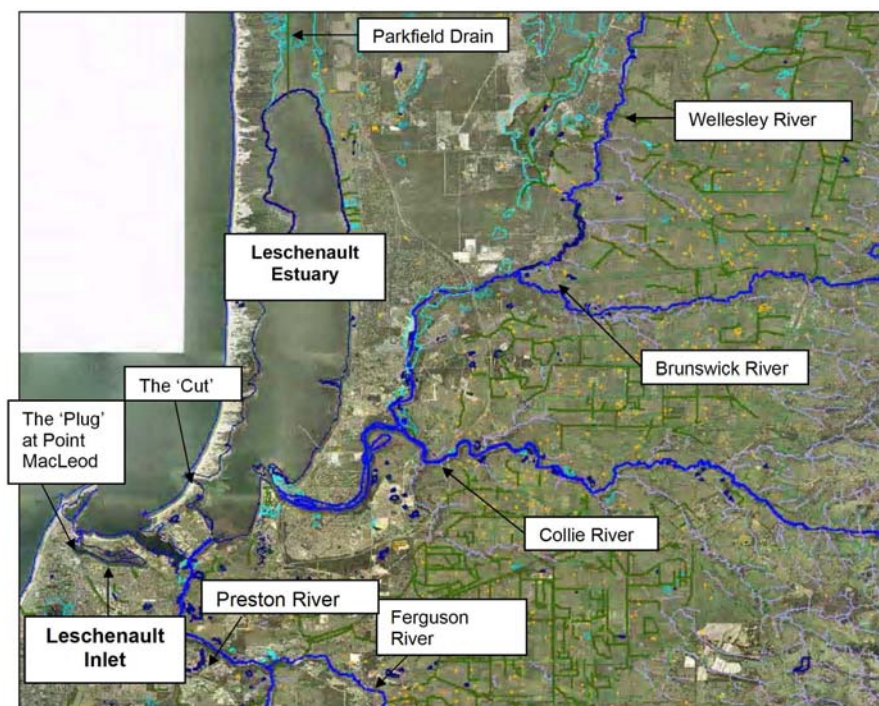 Parkfield Drain
Wellesley River
Leschenault
Estuary
Brunswick River
The ‘Cut’
The ‘Plug’
at Point
MacLeod
Collie River
Preston River
Ferguson
River
Leschenault
Inlet